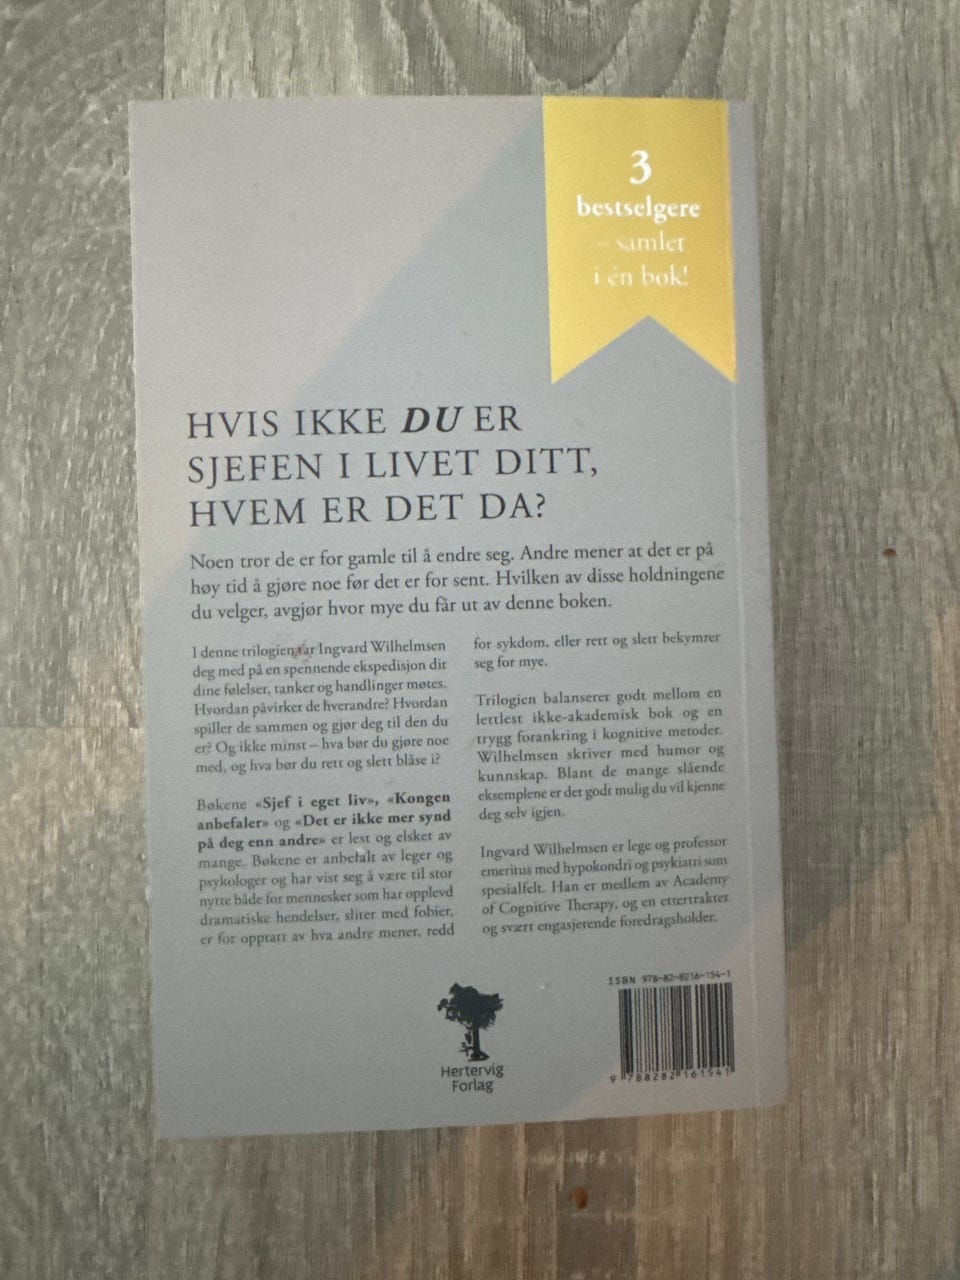 3
bestselgere
– samlet
i én bok!
HVIS IKKE DU ER
SJEFEN I LIVET DITT,
HVEM ER DET DA?
Noen tror de er for gamle til å endre seg. Andre mener at det er på
høy tid å gjøre noe før det er for sent. Hvilken av disse holdningene
du velger, avgjør hvor mye du får ut av denne boken.
I denne trilogien tar Ingvard Wilhelmsen
deg med på en spennende ekspedisjon dit
dine følelser, tanker og handlinger møtes.
Hvordan påvirker de hverandre? Hvordan
spiller de sammen og gjør deg til den du
er? Og ikke minst – hva bør du gjøre noe
med, og hva bør du rett og slett blåse i?
Bøkene «Sjef i eget liv», «Kongen
anbefaler» og «Det er ikke mer synd
på deg enn andre» er lest og elsket av
mange. Bøkene er anbefalt av leger og
psykologer og har vist seg å være til stor
nytte både for mennesker som har opplevd
dramatiske hendelser, sliter med fobier,
er for opptatt av hva andre mener, redd
for sykdom, eller rett og slett bekymrer
seg for mye.
Trilogien balanserer godt mellom en
lettlest ikke-akademisk bok og en
trygg forankring i kognitive metoder.
Wilhelmsen skriver med humor og
kunnskap. Blant de mange slående
eksemplene er det godt mulig du vil kjenne
deg selv igjen.
Ingvard Wilhelmsen er lege og professor
emeritus med hypokondri og psykiatri som
spesialfelt. Han er medlem av Academy
of Cognitive Therapy, og en ettertraktet
og svært engasjerende foredragsholder.
Hertervig
Forlag
ISBN 978-82-8216-154-1
9 788282 161541